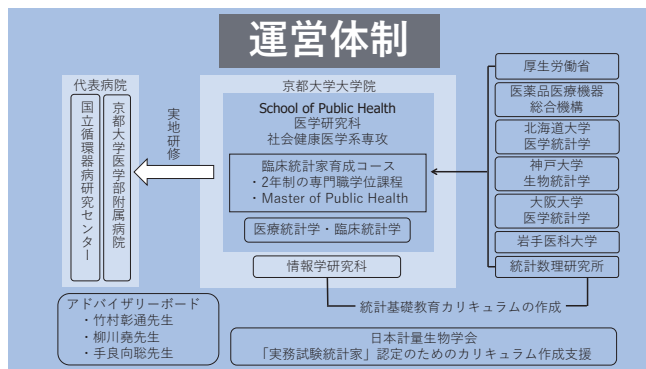 運営体制
代表病院
国立循環器病研究センター
京都大学医学部附属病院
実地研修
京都大学大学院
School of Public Health
医学研究科
社会健康医学系専攻
臨床統計家育成コース
・2年制の専門職学位課程
・Master of Public Health
医療統計学・臨床統計学
情報学研究科
厚生労働省
医薬品医療機器
総合機構
北海道大学
医学統計学
神戸大学
生物統計学
大阪大学
医学統計学
岩手医科大学
統計数理研究所
統計基礎教育カリキュラムの作成
アドバイザリーボード
・竹村彰通先生
・柳川堯先生
・手良向聡先生
日本計量生物学会
「実務試験統計家」認定のためのカリキュラム作成支援